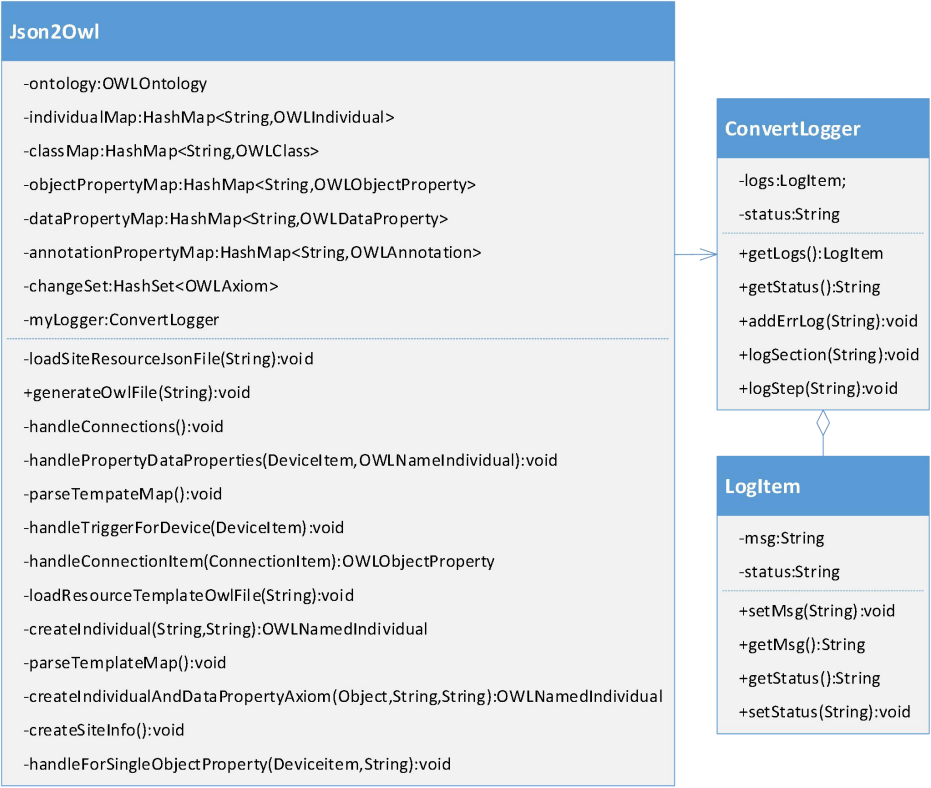 Json2Owl
-ontology:OWLOntology
-individualMap:HashMap<String,OWLIndividual>
-classMap:HashMap<String,OWLClass>
-objectPropertyMap:HashMap<String,OWLObjectProperty>
-dataPropertyMap:HashMap<String,OWLDataProperty>
-annotationPropertyMap:HashMap<String,OWLAnnotation>
-changeSet:HashSet<OWLAxiom>
-myLogger:ConvertLogger
-loadSiteResourceJsonFile(String):void
+generateOwlFile(String):void
-handleConnections():void
-handlePropertyDataProperties(DeviceItem,OWLNameIndividual):void
-parseTempateMap():void
-handleTriggerForDevice(DeviceItem):void
-handleConnectionItem(ConnectionItem):OWLObjectProperty
-loadResourceTemplateOwlFile(String):void
-createIndividual(String,String):OWLNamedIndividual
-parseTemplateMap():void
-createIndividualAndDataPropertyAxiom(Object,String,String):OWLNamedIndividual
-createSiteInfo():void
-handleForSingleObjectProperty(Deviceitem,String):void
ConvertLogger
-logs:LogItem;
-status:String
+getLogs():LogItem
+getStatus():String
+addErrLog(String):void
+logSection(String):void
+logStep(String):void
LogItem
-msg:String
-status:String
+setMsg(String):void
+getMsg():String
+getStatus():String
+setStatus(String):void